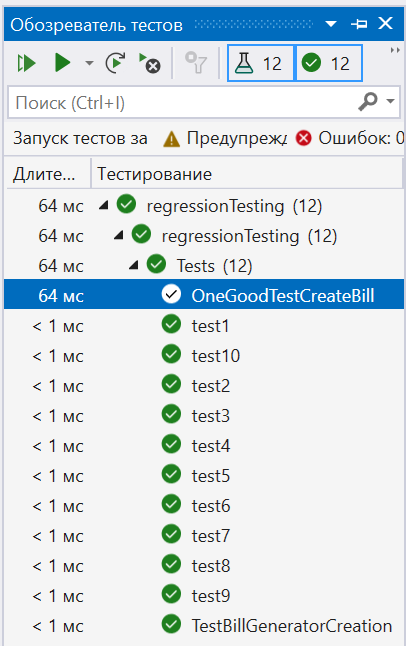 Обозреватель тестов
12 12
Поиск (Ctrl+I)
Запуск тестов за Предупрежд Ошибок: 0
Длите... Тестирование
64 мс regressionTesting (12)
64 мс regressionTesting (12)
64 мс Tests (12)
64 мс OneGoodTestCreateBill
< 1 мс test1
< 1 мс test10
< 1 мс test2
< 1 мс test3
< 1 мс test4
< 1 мс test5
< 1 мс test6
< 1 мс test7
< 1 мс test8
< 1 мс test9
< 1 мс TestBillGeneratorCreation